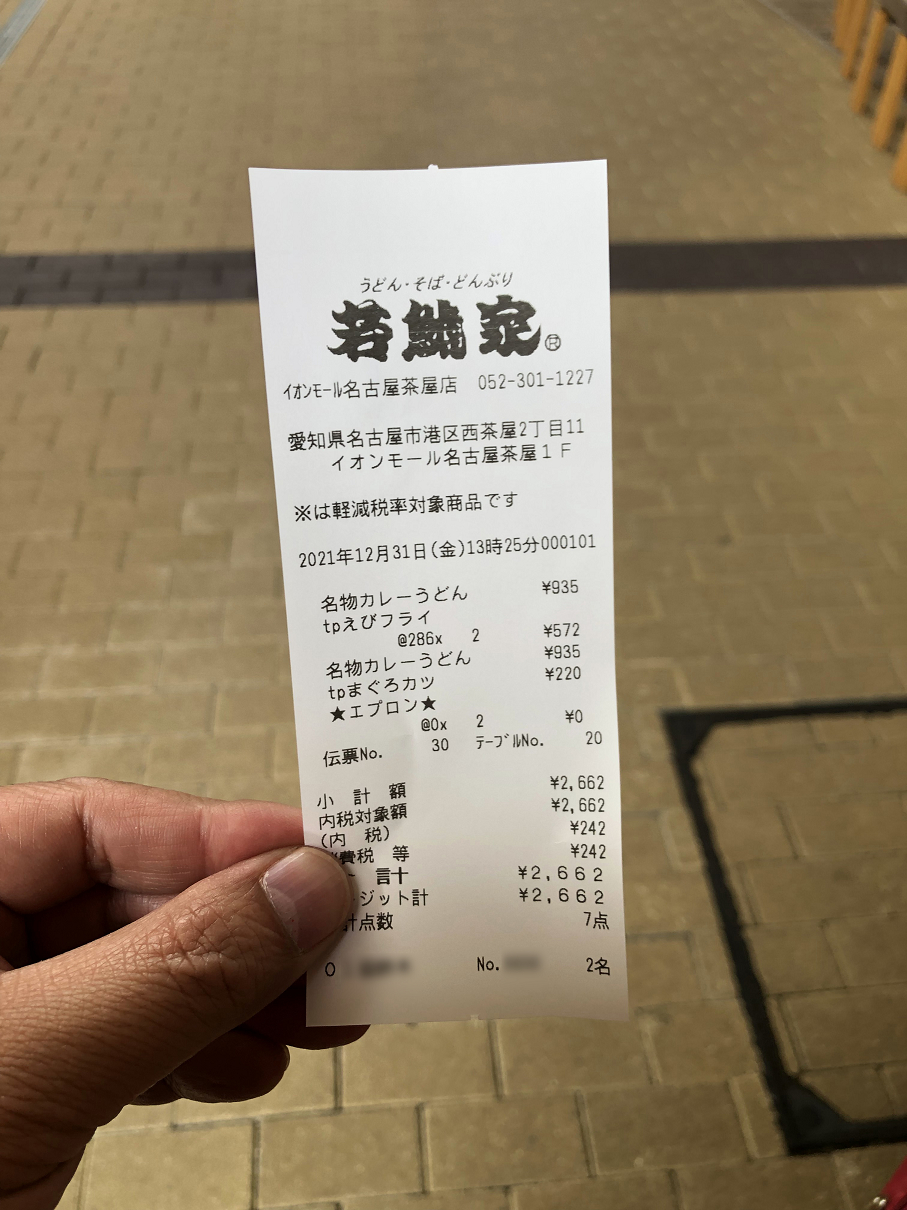 うどん・そば・どんぶり
若鯱家®
イオンモール名古屋茶屋店 052-301-1227
愛知県名古屋市港区西茶屋2丁目11
イオンモール名古屋茶屋1F
※は軽減税率対象商品です
2021年12月31日(金)13時25分000101
名物カレーうどん ¥935
tpえびフライ
@286x 2 ¥572
名物カレーうどん ¥935
tpまぐろカツ ¥220
★エプロン★
@0x 2 ¥0
伝票No. 30 テーブルNo. 20
小 計 額 ¥2,662
内税対象額 ¥2,662
(内 税) ¥242
費税 等 ¥242
計 ¥2,662
ジット計 ¥2,662
計点数 7点
No. 2名